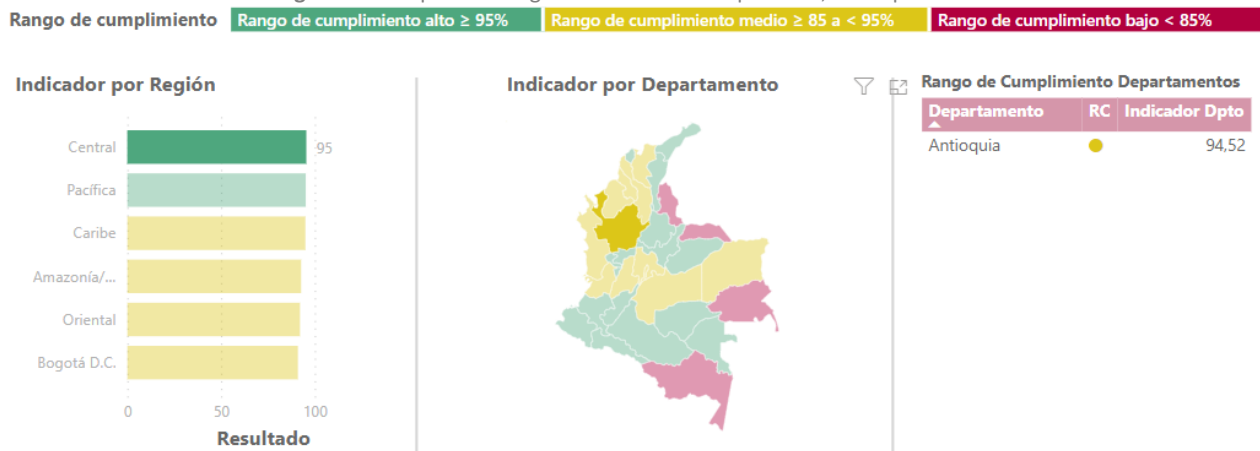 Rango de cumplimiento
Rango de cumplimiento alto ≥ 95%
Rango de cumplimiento medio ≥ 85 a < 95%
Rango de cumplimiento bajo < 85%
Indicador por Región
Central
95
Pacífica
Caribe
Amazonía/...
Oriental
Bogotá D.C.
0
50
100
Resultado
Indicador por Departamento
Rango de Cumplimiento Departamentos
Departamento RC Indicador Dpto
Antioquia 94,52